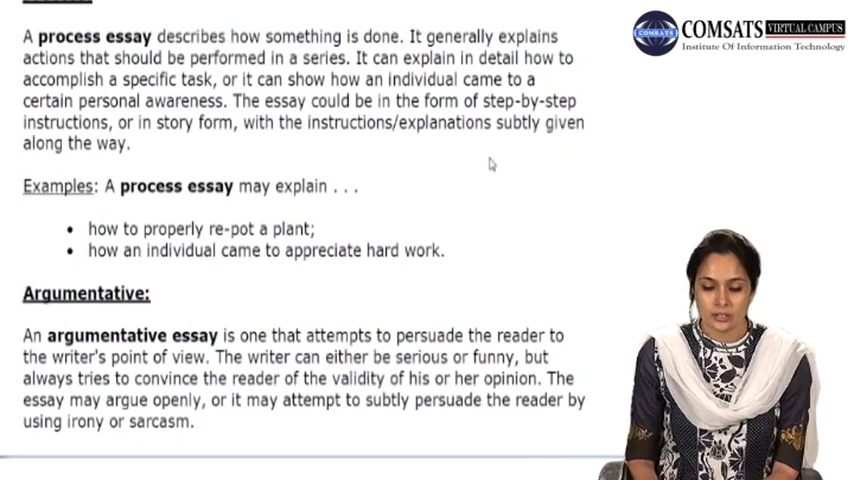 COMSATS VIRTUAL CAMPUS
Institute Of Information Technology
A process essay describes how something is done. It generally explains
actions that should be performed in a series. It can explain in detail how to
accomplish a specific task, or it can show how an individual came to a
certain personal awareness. The essay could be in the form of step-by-step
instructions, or in story form, with the instructions/explanations subtly given
along the way.
Examples: A process essay may explain . . .
• how to properly re-pot a plant;
• how an individual came to appreciate hard work.
Argumentative:
An argumentative essay is one that attempts to persuade the reader to
the writer's point of view. The writer can either be serious or funny, but
always tries to convince the reader of the validity of his or her opinion. The
essay may argue openly, or it may attempt to subtly persuade the reader by
using irony or sarcasm.